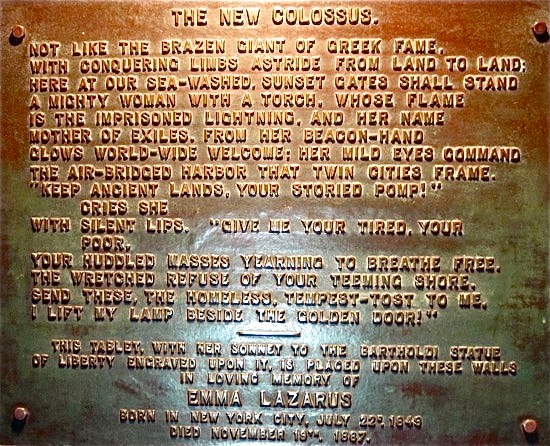 THE NEW COLOSSUS.
NOT LIKE THE BRAZEN GIANT OF GREEK FAME,
WITH CONQUERING LIMBS ASTRIDE FROM LAND TO LAND;
HERE AT OUR SEA-WASHED, SUNSET GATES SHALL STAND
A MIGHTY WOMAN WITH A TORCH, WHOSE FLAME
IS THE IMPRISONED LIGHTNING, AND HER NAME
MOTHER OF EXILES. FROM HER BEACON-HAND
GLOWS WORLD-WIDE WELCOME; HER MILD EYES COMMAND
THE AIR-BRIDGED HARBOR THAT TWIN CITIES FRAME.
"KEEP ANCIENT LANDS, YOUR STORIED POMP!"
CRIES SHE
WITH SILENT LIPS. "GIVE ME YOUR TIRED, YOUR
POOR,
YOUR HUDDLED MASSES YEARNING TO BREATHE FREE,
THE WRETCHED REFUSE OF YOUR TEEMING SHORE,
SEND THESE, THE HOMELESS, TEMPEST-TOST TO ME,
I LIFT MY LAMP BESIDE THE GOLDEN DOOR!"
THIS TABLET, WITH HER SONNET TO THE BARTHOLDI STATUE
OF LIBERTY ENGRAVED UPON IT, IS PLACED UPON THESE WALLS
IN LOVING MEMORY OF
EMMA LAZARUS
BORN IN NEW YORK CITY, JULY 22D, 1849
DIED NOVEMBER 19TH, 1887.